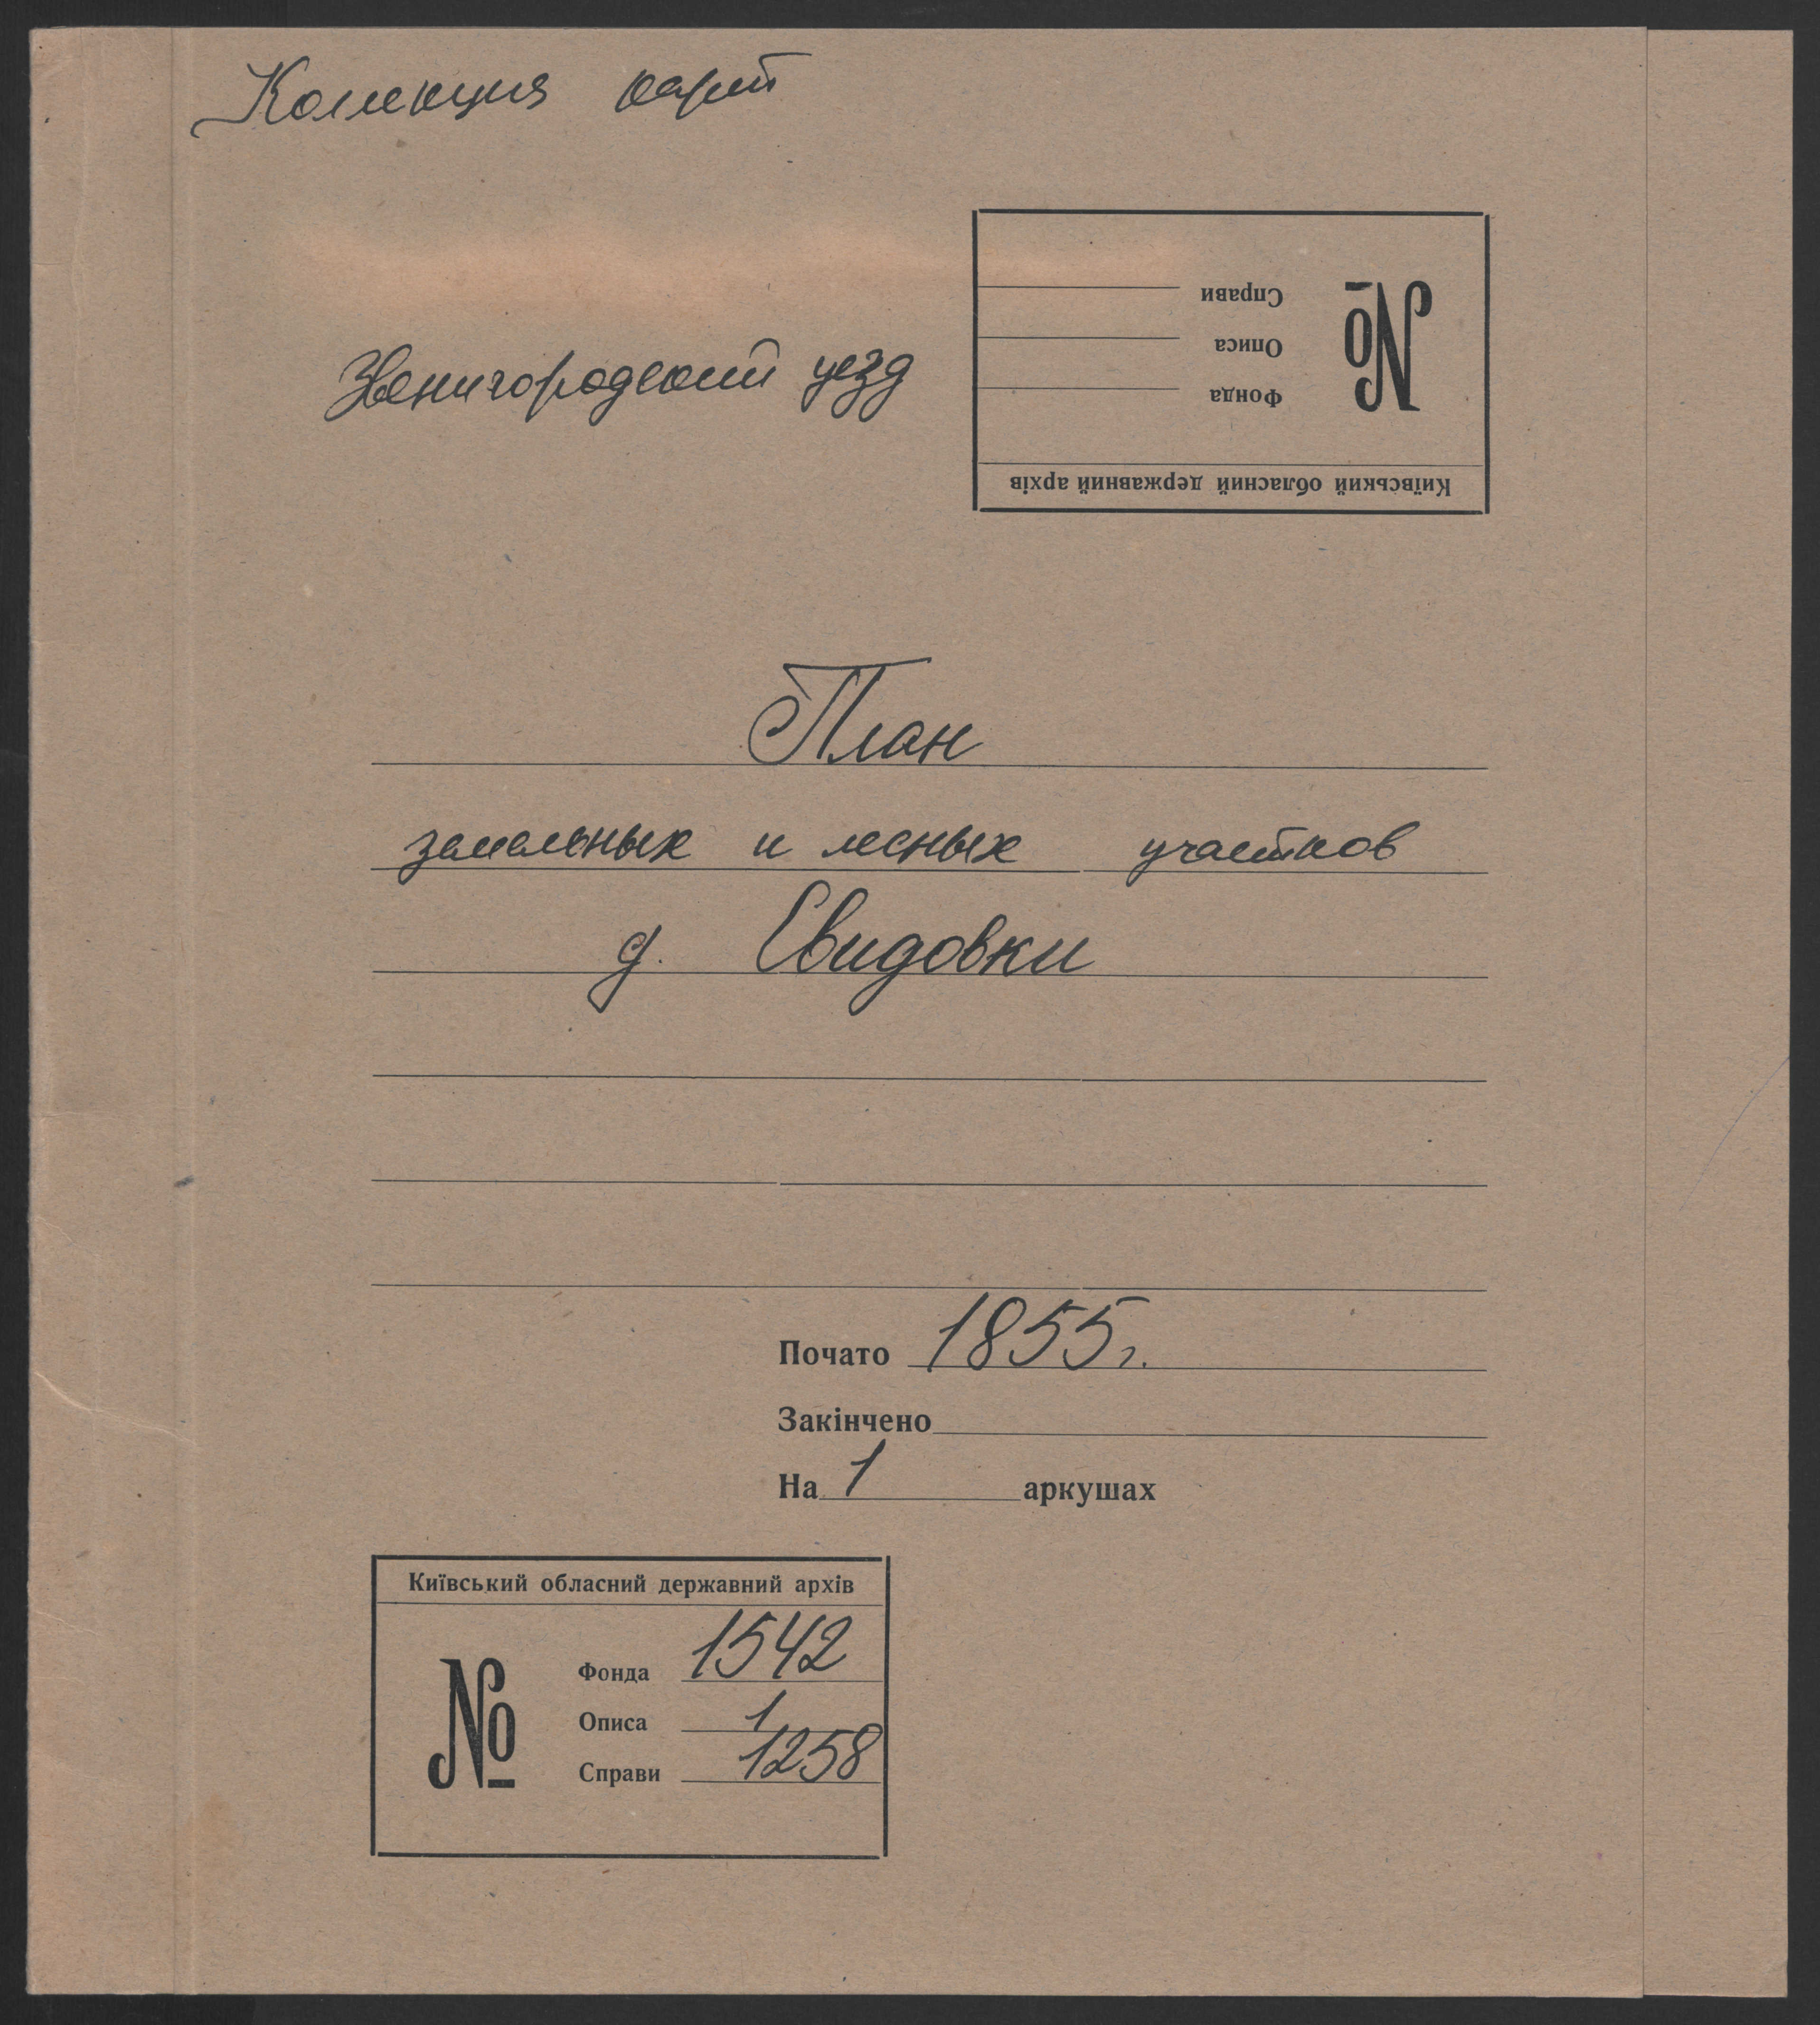 Коллекция карт
Справи
Описа
Фонда
№
Київський обласний державний архів
Звенигородский уезд
План
земельных и лесных участков
д. Свидовки
Почато 1855 г.
Закінчено
На 1 аркушах
Київський обласний державний архів
№
Фонда 1542
Описа 1
Справи 1258